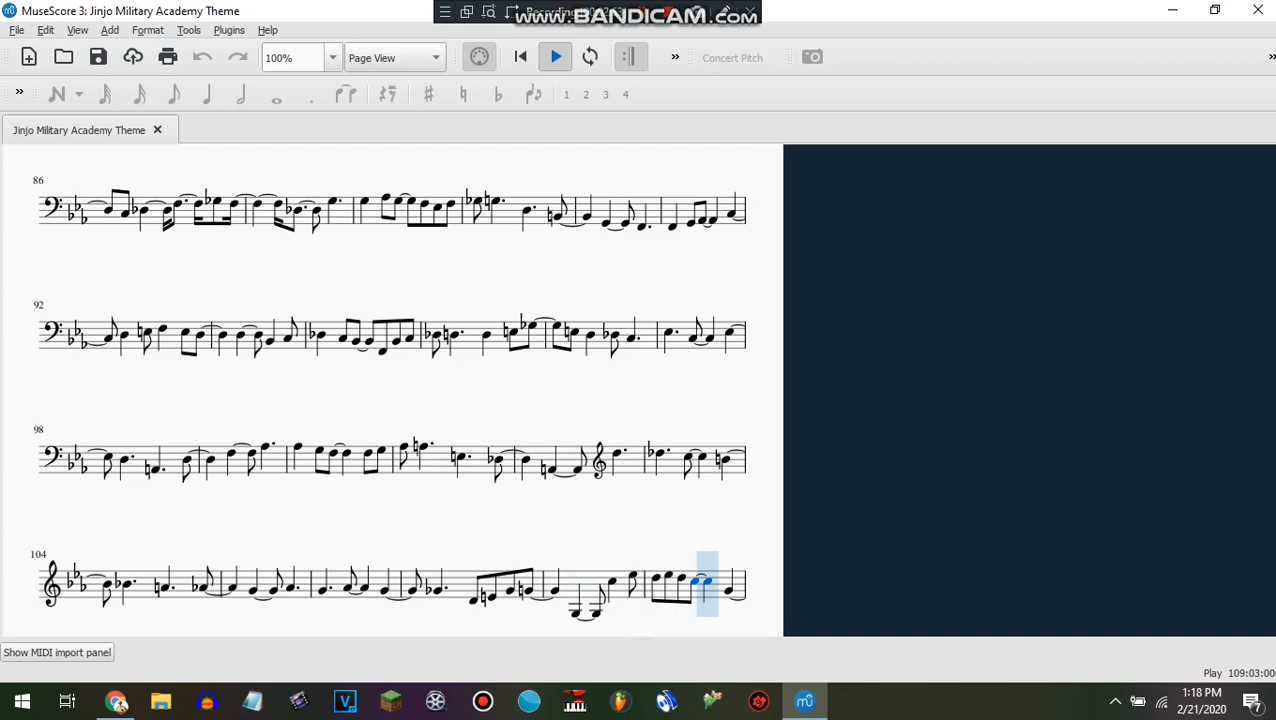 MuseScore 3: Jinjo Military Academy Theme
www.BANDICAM.com
File Edit View Add Format Tools Plugins Help
100% Page View Concert Pitch
1 2 3 4
Jinjo Military Academy Theme
86
92
98
104
Show MIDI import panel
Play 109:03:00
1:18 PM
2/21/2020
7